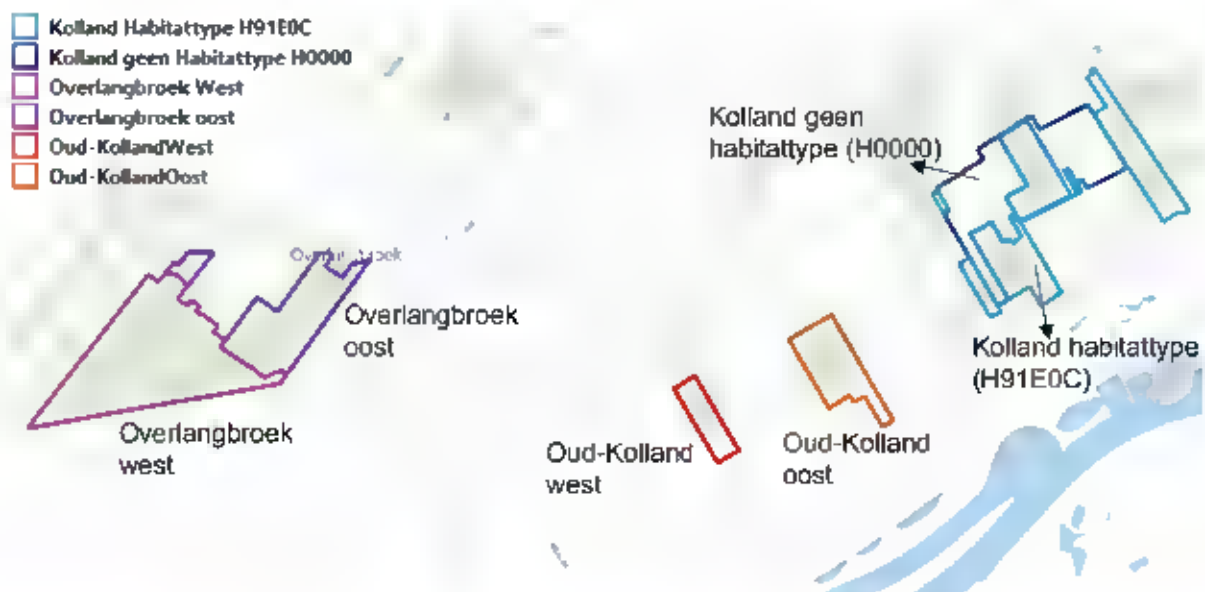 Kolland Habitattype H91E0C
Kolland geen Habitattype H0000
Overlangbroek West
Overlangbroek oost
Oud-KollandWest
Oud-KollandOost
Kolland geen
habitattype (H0000)
Overlangbroek
oost
Kolland habitattype
(H91E0C)
Overlangbroek
west
Oud-Kolland
west
Oud-Kolland
oost